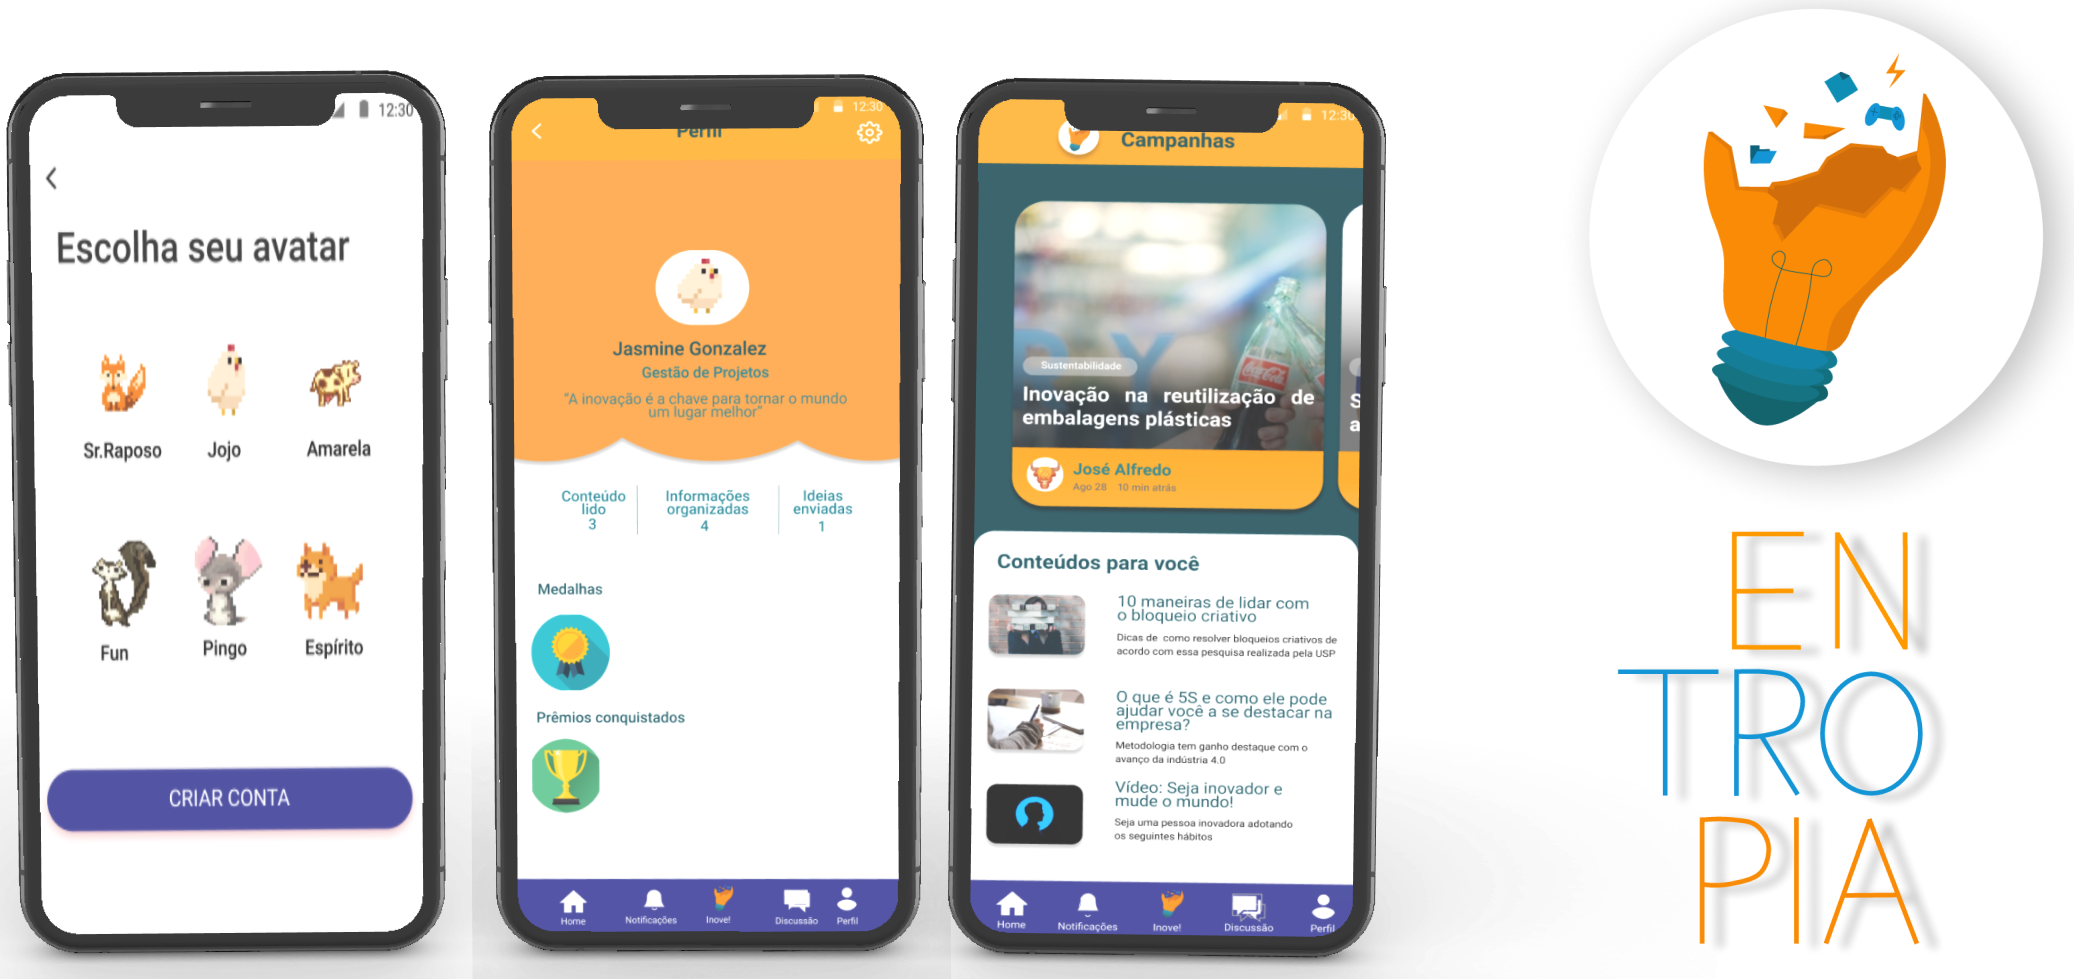 12:30
Escolha seu avatar
Sr.Raposo
Jojo
Amarela
Fun
Pingo
Espírito
CRIAR CONTA
12:30
Perfil
Jasmine Gonzalez
Gestão de Projetos
"A inovação é a chave para tornar o mundo
um lugar melhor"
Conteúdo
lido
3
Informações
organizadas
4
Ideias
enviadas
1
Medalhas
Prêmios conquistados
Home
Notificações
Inove!
Discussão
Perfil
12:30
Campanhas
Coca-Cola
Sustentabilidade
Inovação na reutilização de
embalagens plásticas
S
a
José Alfredo
Ago 28 10 min atrás
Conteúdos para você
10 maneiras de lidar com
o bloqueio criativo
Dicas de como resolver bloqueios criativos de
acordo com essa pesquisa realizada pela USP
O que é 5S e como ele pode
ajudar você a se destacar na
empresa?
Metodologia tem ganho destaque com o
avanço da indústria 4.0
Vídeo: Seja inovador e
mude o mundo!
Seja uma pessoa inovadora adotando
os seguintes hábitos
Home
Notificações
Inove!
Discussão
Perfil
EN
TRO
PIA